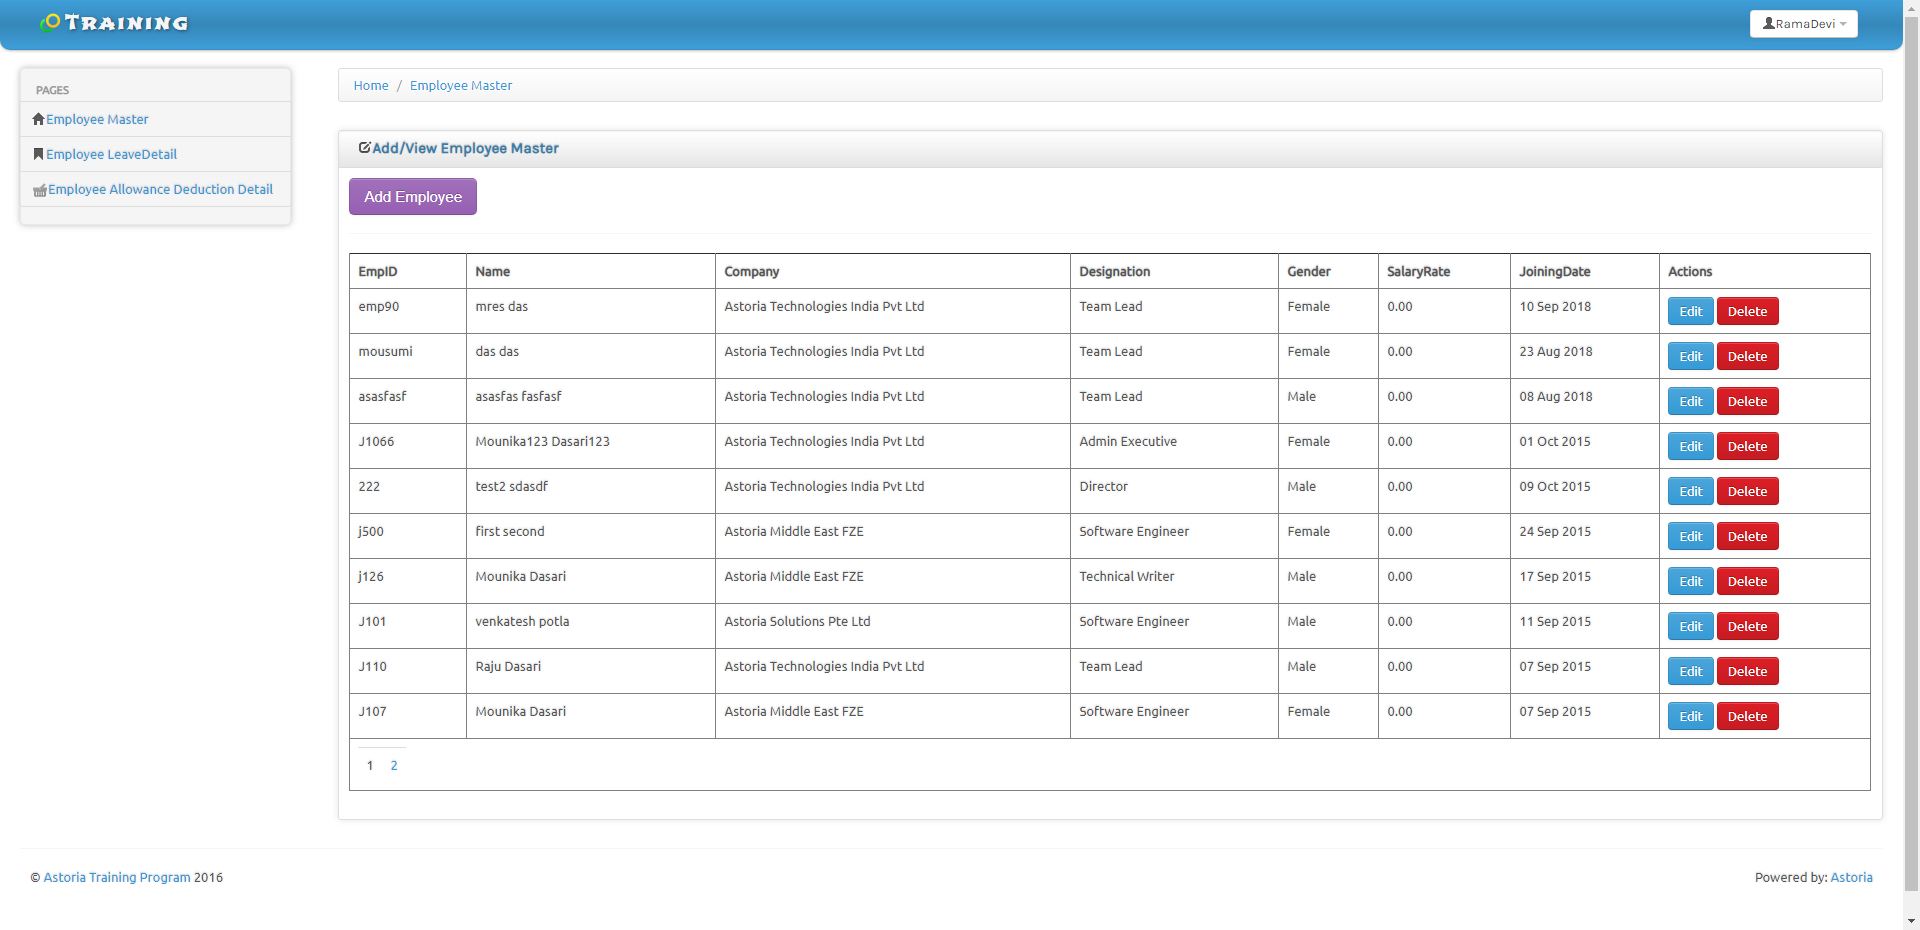 TRAINING
RamaDevi
PAGES
Employee Master
Employee LeaveDetail
Employee Allowance Deduction Detail
Home / Employee Master
Add/View Employee Master
Add Employee
EmpID Name Company Designation Gender SalaryRate JoiningDate Actions
emp90 mres das Astoria Technologies India Pvt Ltd Team Lead Female 0.00 10 Sep 2018 Edit Delete
mousumi das das Astoria Technologies India Pvt Ltd Team Lead Female 0.00 23 Aug 2018 Edit Delete
asasfasf asasfas fasfasf Astoria Technologies India Pvt Ltd Team Lead Male 0.00 08 Aug 2018 Edit Delete
J1066 Mounika123 Dasari123 Astoria Technologies India Pvt Ltd Admin Executive Female 0.00 01 Oct 2015 Edit Delete
222 test2 sdasdf Astoria Technologies India Pvt Ltd Director Male 0.00 09 Oct 2015 Edit Delete
j500 first second Astoria Middle East FZE Software Engineer Female 0.00 24 Sep 2015 Edit Delete
j126 Mounika Dasari Astoria Middle East FZE Technical Writer Male 0.00 17 Sep 2015 Edit Delete
J101 venkatesh potla Astoria Solutions Pte Ltd Software Engineer Male 0.00 11 Sep 2015 Edit Delete
J110 Raju Dasari Astoria Technologies India Pvt Ltd Team Lead Male 0.00 07 Sep 2015 Edit Delete
J107 Mounika Dasari Astoria Middle East FZE Software Engineer Female 0.00 07 Sep 2015 Edit Delete
1 2
© Astoria Training Program 2016
Powered by: Astoria